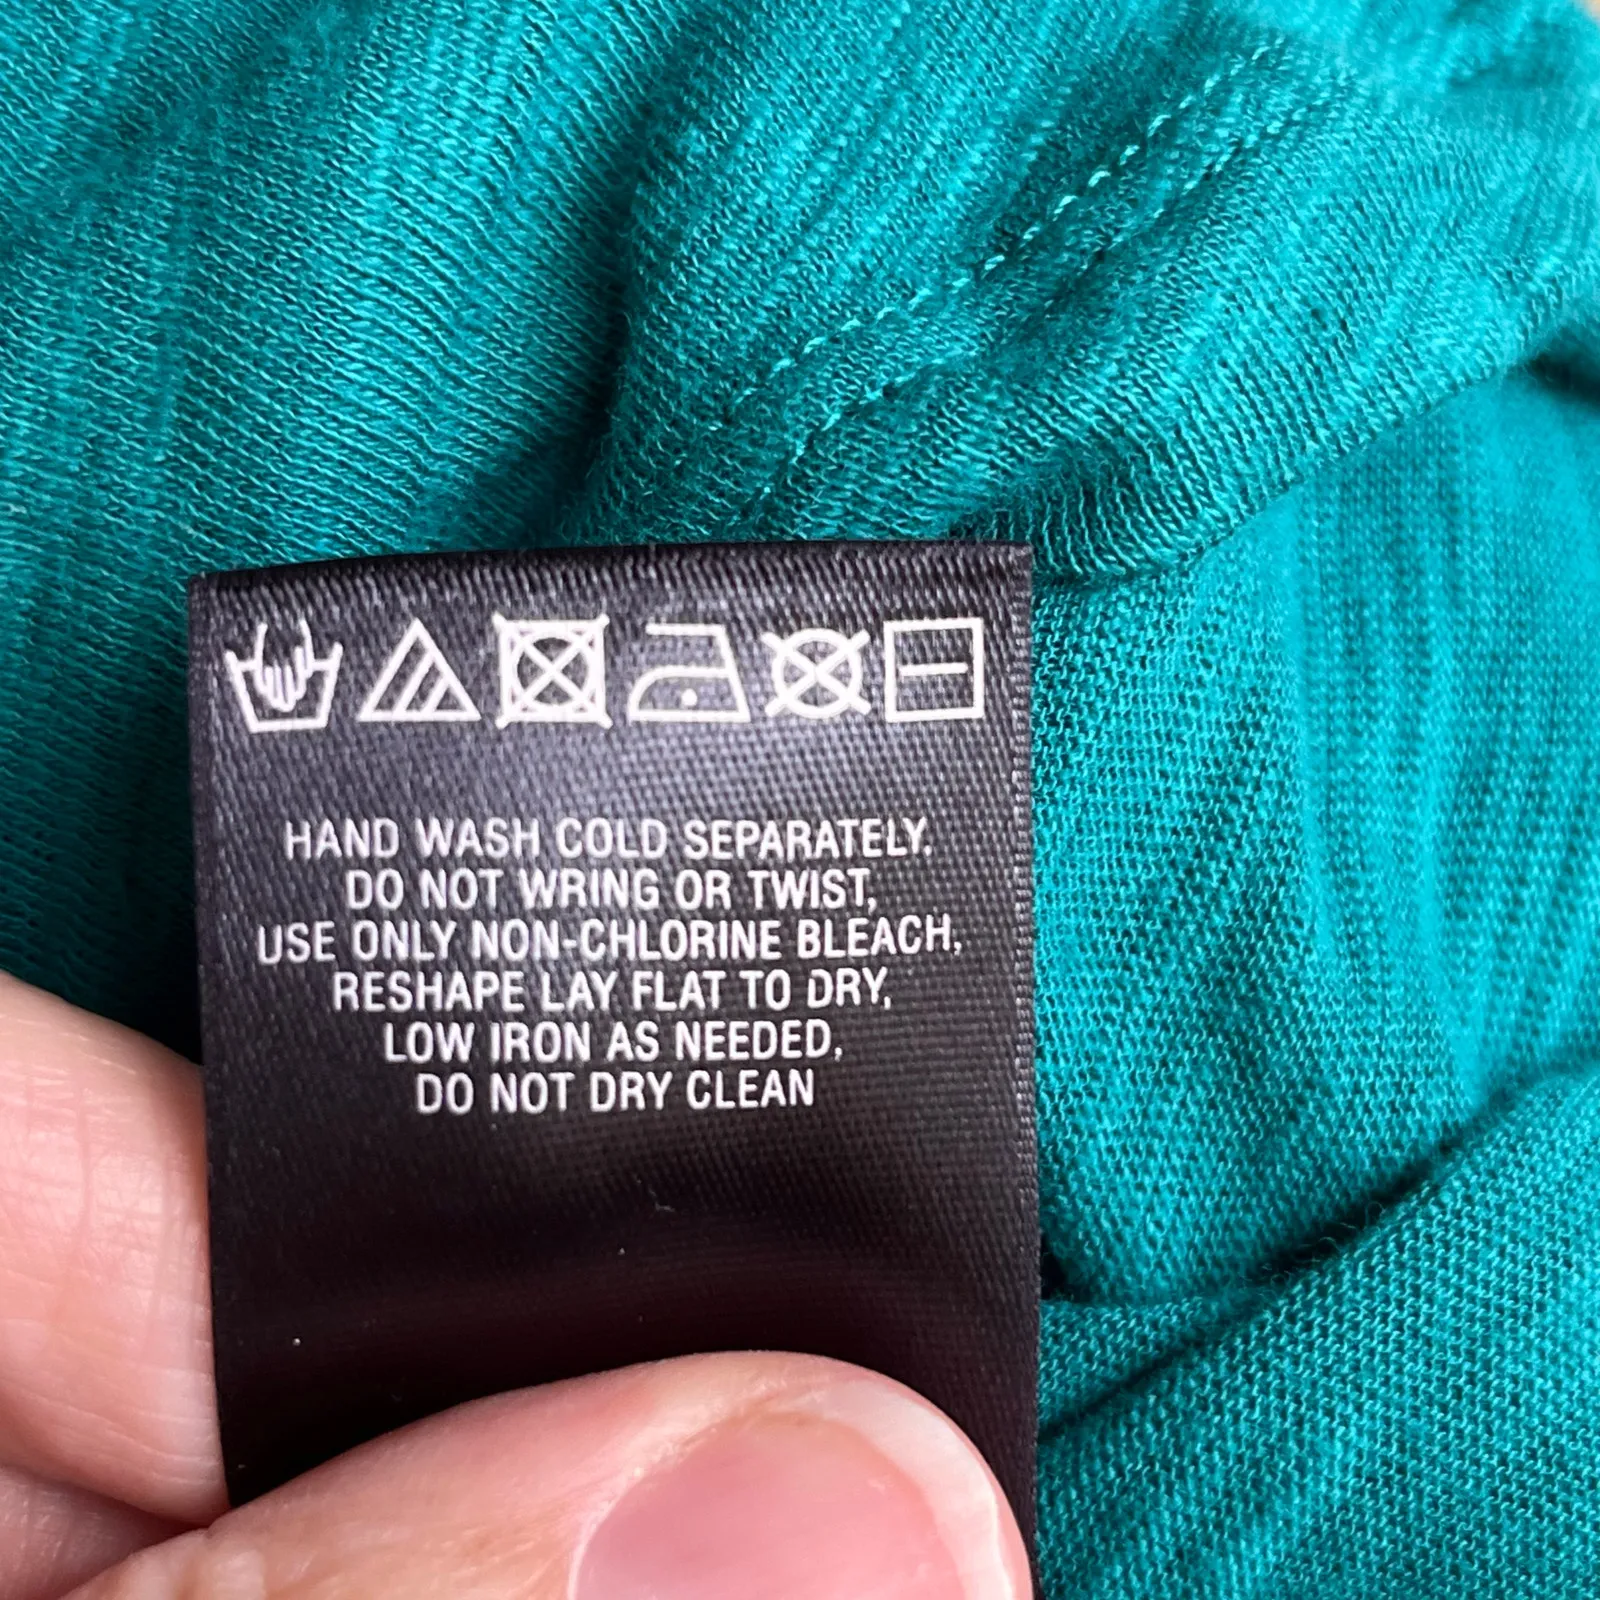 HAND WASH COLD SEPARATELY,
DO NOT WRING OR TWIST,
USE ONLY NON-CHLORINE BLEACH,
RESHAPE LAY FLAT TO DRY,
LOW IRON AS NEEDED,
DO NOT DRY CLEAN